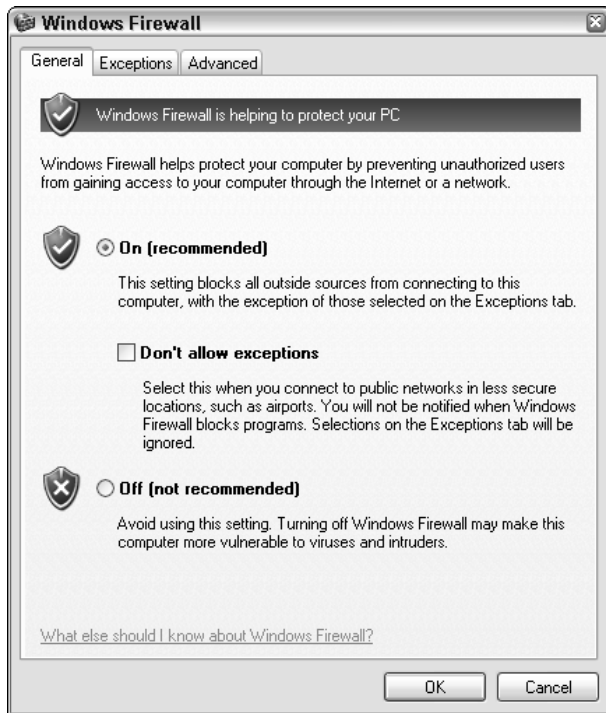 Windows Firewall
General Exceptions Advanced
Windows Firewall is helping to protect your PC
Windows Firewall helps protect your computer by preventing unauthorized users
from gaining access to your computer through the Internet or a network.
On (recommended)
This setting blocks all outside sources from connecting to this
computer, with the exception of those selected on the Exceptions tab.
Don't allow exceptions
Select this when you connect to public networks in less secure
locations, such as airports. You will not be notified when Windows
Firewall blocks programs. Selections on the Exceptions tab will be
ignored.
Off (not recommended)
Avoid using this setting. Turning off Windows Firewall may make this
computer more vulnerable to viruses and intruders.
What else should I know about Windows Firewall?
OK Cancel